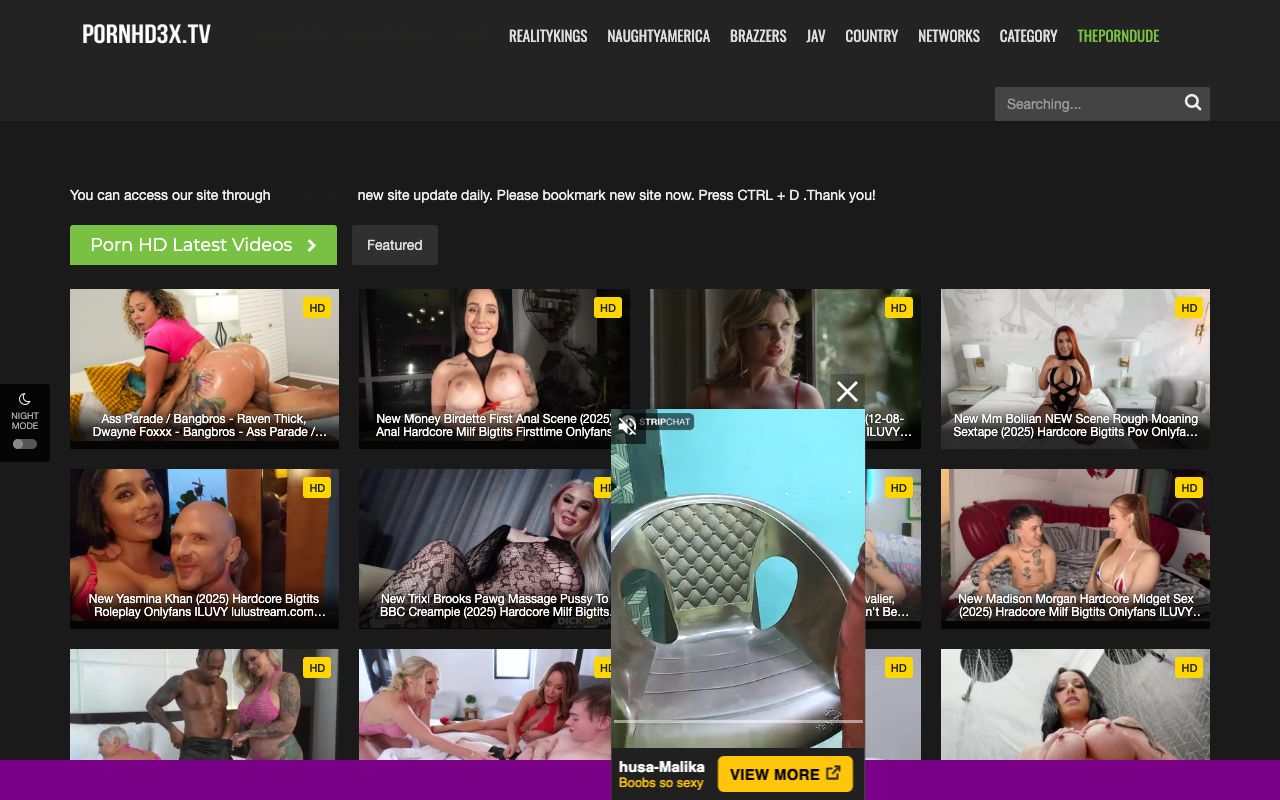 PORNHD3X.TV
REALITYKINGS NAUGHTYAMERICA BRAZZERS JAV COUNTRY NETWORKS CATEGORY THEPORNDUDE
Searching...
You can access our site through new site update daily. Please bookmark new site now. Press CTRL + D .Thank you!
Porn HD Latest Videos
Featured
HD
HD
HD
HD
Ass Parade / Bangbros - Raven Thick,
Dwayne Foxxx - Bangbros - Ass Parade /...
New Money Birdette First Anal Scene (2025)
Anal Hardcore Milf Bigtits Firsttime Onlyfans
(12-08-
ILUVY...
New Mm Boliian NEW Scene Rough Moaning
Sextape (2025) Hardcore Bigtits Pov Onlyfa...
NIGHT
MODE
STRIPCHAT
HD
HD
HD
HD
New Yasmina Khan (2025) Hardcore Bigtits
Roleplay Onlyfans ILUVY lulustream.com...
New Trixi Brooks Pawg Massage Pussy To
BBC Creampie (2025) Hardcore Milf Bigtits
valier,
n't Be...
New Madison Morgan Hardcore Midget Sex
(2025) Hradcore Milf Bigtits Onlyfans ILUVY..
HD
HD
HD
HD
husa-Malika
Boobs so sexy
VIEW MORE